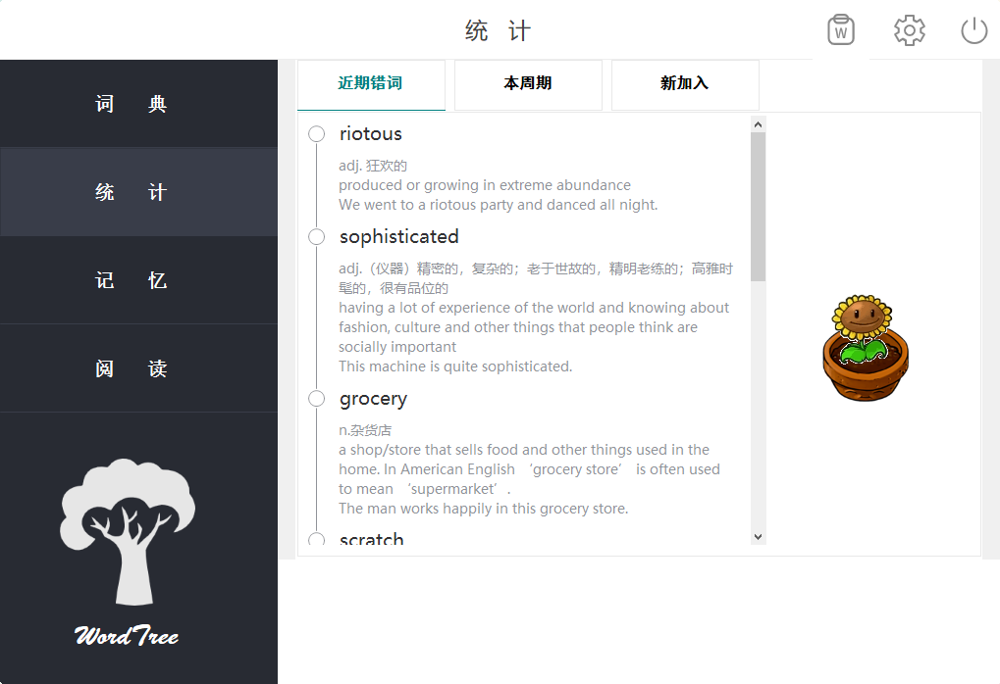 统 计
W
词 典
统 计
记 忆
阅 读
WordTree
近期错词
本周期
新加入
riotous
adj. 狂欢的
produced or growing in extreme abundance
We went to a riotous party and danced all night.
sophisticated
adj.（仪器）精密的，复杂的；老于世故的，精明老练的；高雅时
髦的，很有品位的
having a lot of experience of the world and knowing about
fashion, culture and other things that people think are
socially important
This machine is quite sophisticated.
grocery
n.杂货店
a shop/store that sells food and other things used in the
home. In American English ‘grocery store’ is often used
to mean ‘supermarket’.
The man works happily in this grocery store.
scratch